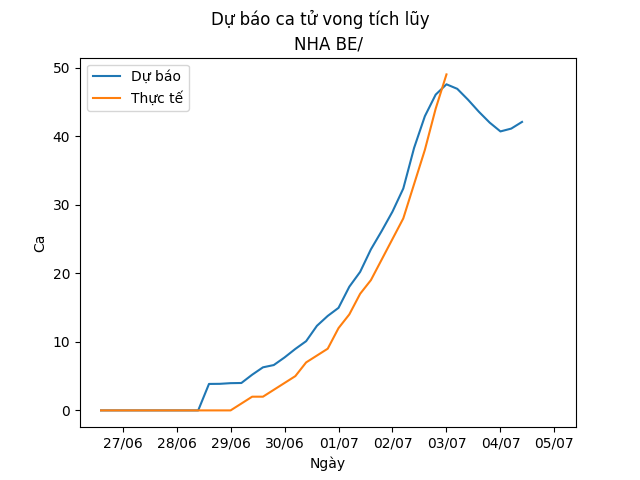 Dự báo ca tử vong tích lũy
NHA BE/
Dự báo
Thực tế
Ca
50
40
30
20
10
0
27/06 28/06 29/06 30/06 01/07 02/07 03/07 04/07 05/07
Ngày